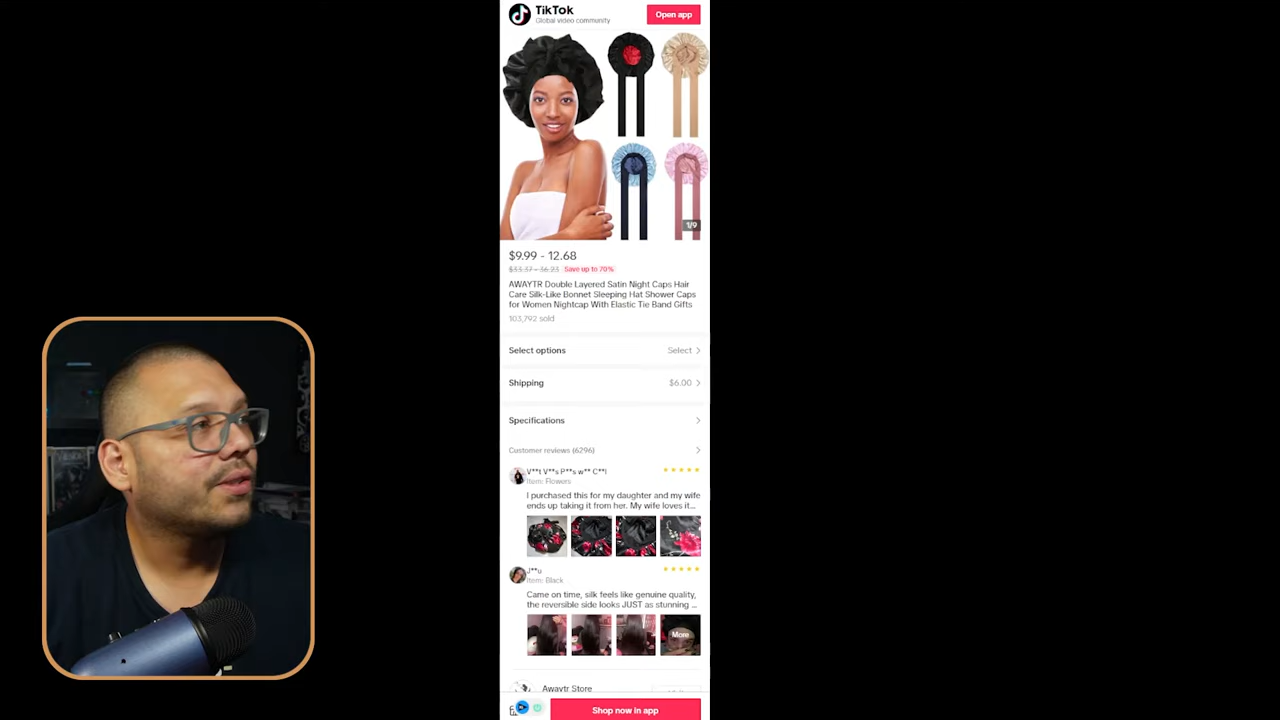 TikTok
Global video community
Open app
1/9
$9.99 - 12.68
$33.37 - 36.23 Save up to 70%
AWAYTR Double Layered Satin Night Caps Hair
Care Silk-Like Bonnet Sleeping Hat Shower Caps
for Women Nightcap With Elastic Tie Band Gifts
103,792 sold
Select options
Select
Shipping
$6.00
Specifications
Customer reviews (6296)
V**t V**s P**s w** C**!
Item: Flowers
I purchased this for my daughter and my wife
ends up taking it from her. My wife loves it...
J**u
Item: Black
Came on time, silk feels like genuine quality,
the reversible side looks JUST as stunning ...
More
Awaytr Store
Shop now in app